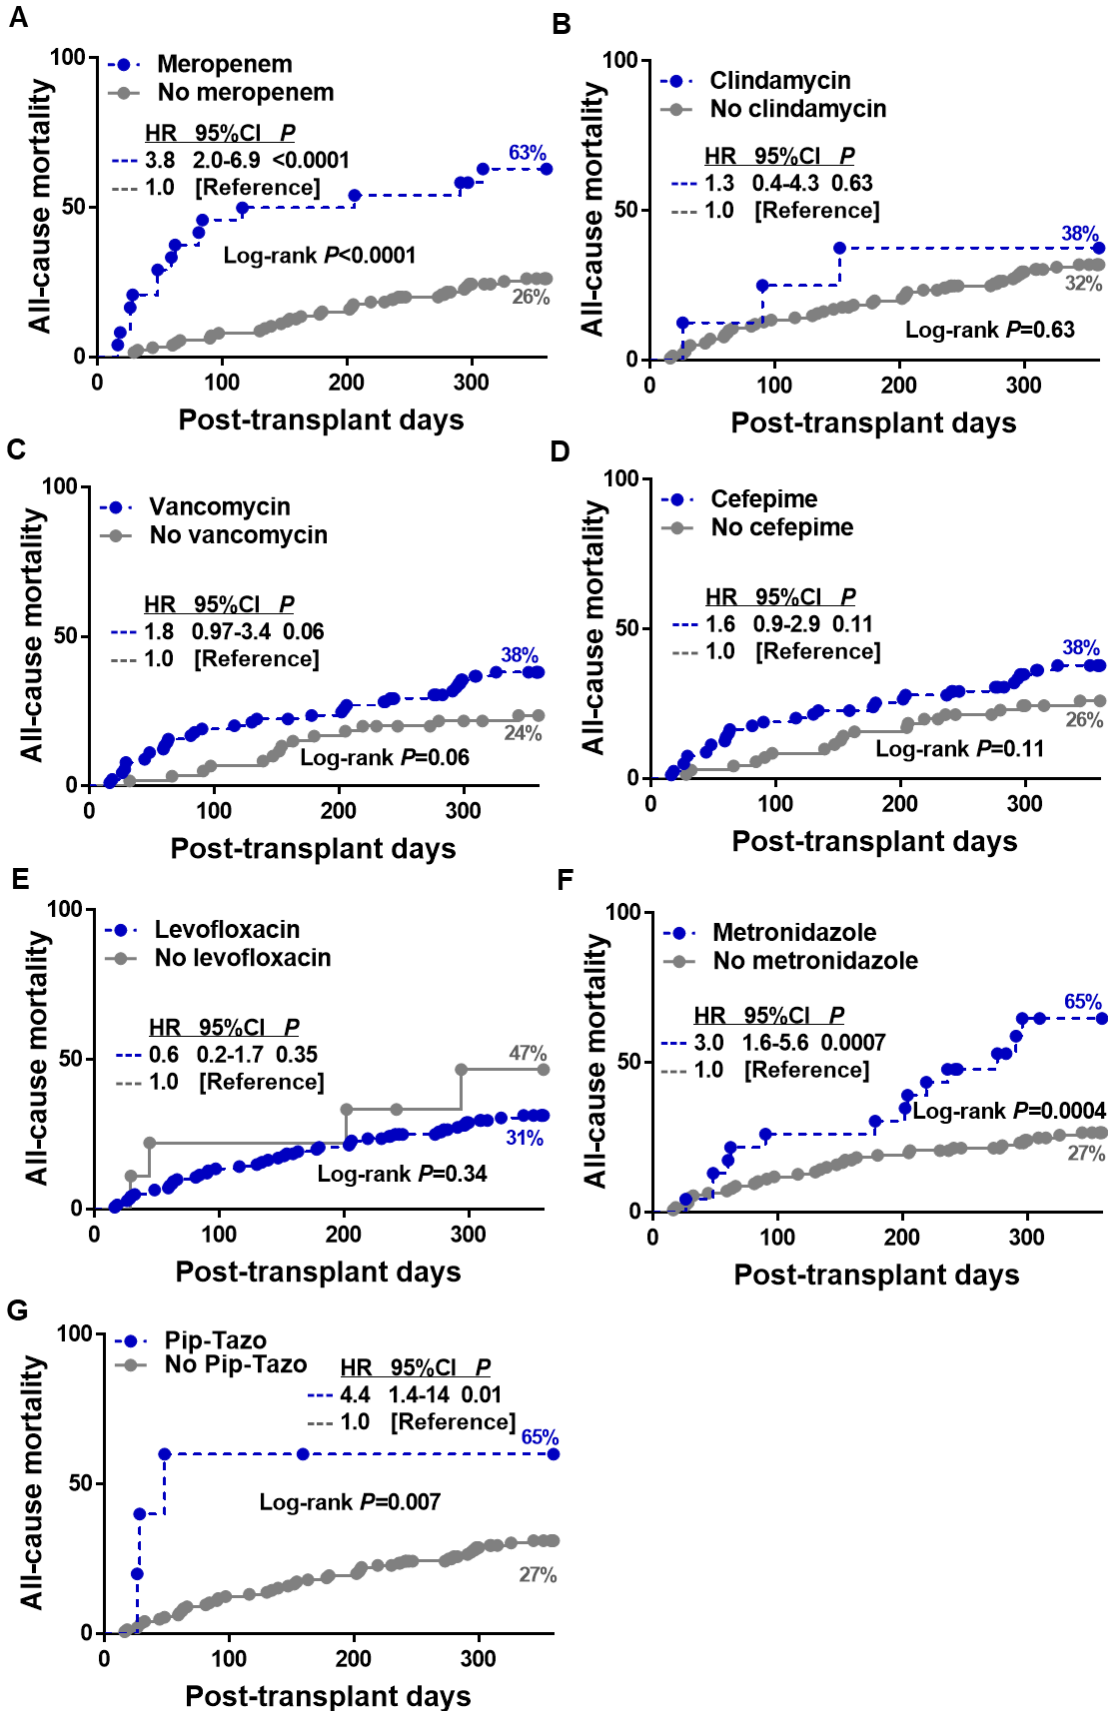 A
All-cause mortality
100
50
0
Meropenem
No meropenem
HR 95%CI P
3.8 2.0-6.9 <0.0001
1.0 [Reference]
63%
Log-rank P<0.0001
26%
0 100 200 300
Post-transplant days
B
All-cause mortality
100
50
0
Clindamycin
No clindamycin
HR 95%CI P
1.3 0.4-4.3 0.63
1.0 [Reference]
38%
32%
Log-rank P=0.63
0 100 200 300
Post-transplant days
C
All-cause mortality
100
50
0
Vancomycin
No vancomycin
HR 95%CI P
1.8 0.97-3.4 0.06
1.0 [Reference]
38%
24%
Log-rank P=0.06
0 100 200 300
Post-transplant days
D
All-cause mortality
100
50
0
Cefepime
No cefepime
HR 95%CI P
1.6 0.9-2.9 0.11
1.0 [Reference]
38%
26%
Log-rank P=0.11
0 100 200 300
Post-transplant days
E
All-cause mortality
100
50
0
Levofloxacin
No levofloxacin
HR 95%CI P
0.6 0.2-1.7 0.35
1.0 [Reference]
47%
31%
Log-rank P=0.34
0 100 200 300
Post-transplant days
F
All-cause mortality
100
50
0
Metronidazole
No metronidazole
HR 95%CI P
3.0 1.6-5.6 0.0007
1.0 [Reference]
65%
Log-rank P=0.0004
27%
0 100 200 300
Post-transplant days
G
All-cause mortality
100
50
0
Pip-Tazo
No Pip-Tazo
HR 95%CI P
4.4 1.4-14 0.01
1.0 [Reference]
65%
Log-rank P=0.007
27%
0 100 200 300
Post-transplant days